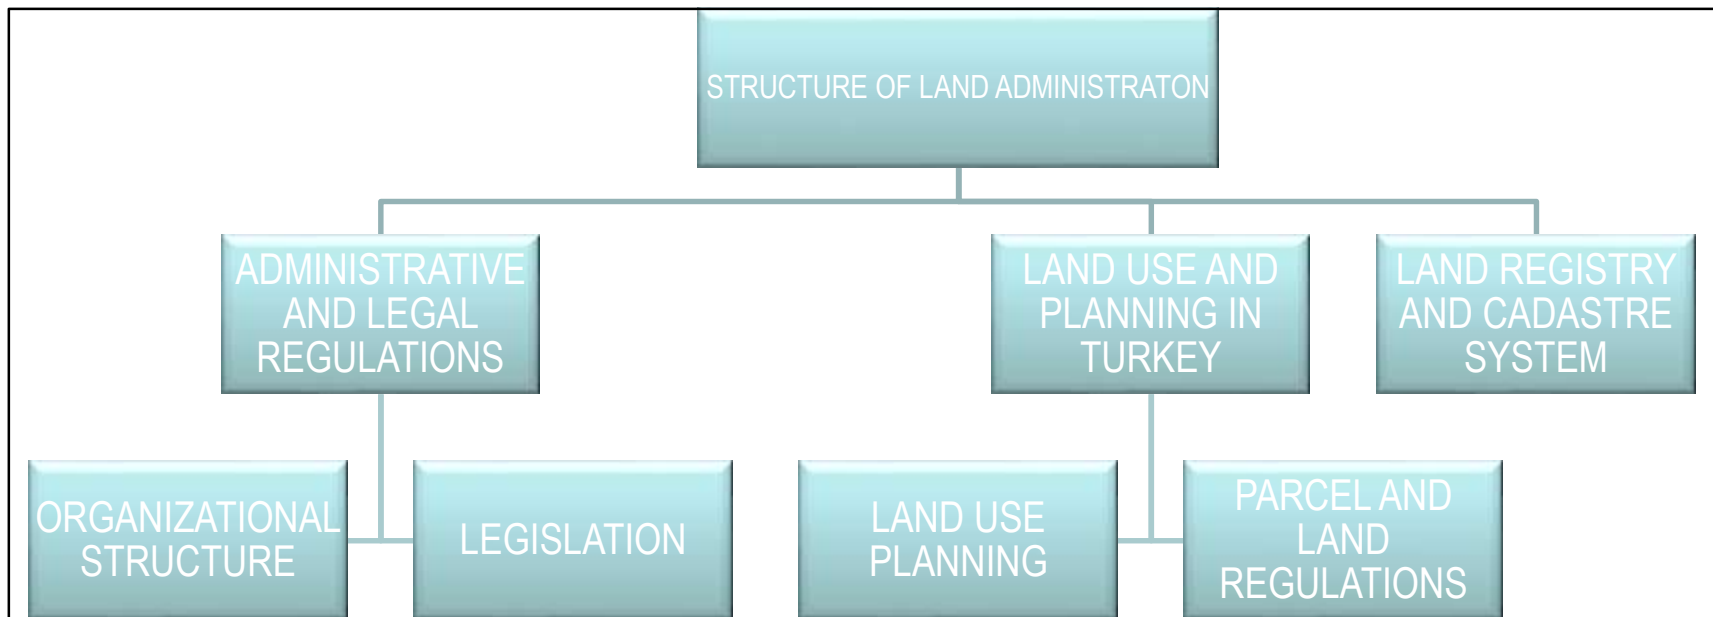 STRUCTURE OF LAND ADMINISTRATON
ADMINISTRATIVE
AND LEGAL
REGULATIONS
LAND USE AND
PLANNING IN
TURKEY
LAND REGISTRY
AND CADASTRE
SYSTEM
ORGANIZATIONAL
STRUCTURE
LEGISLATION
LAND USE
PLANNING
PARCEL AND
LAND
REGULATIONS